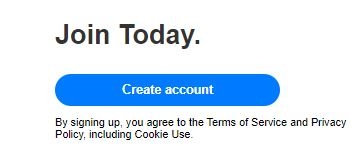 Join Today.
Create account
By signing up, you agree to the Terms of Service and Privacy
Policy, including Cookie Use.